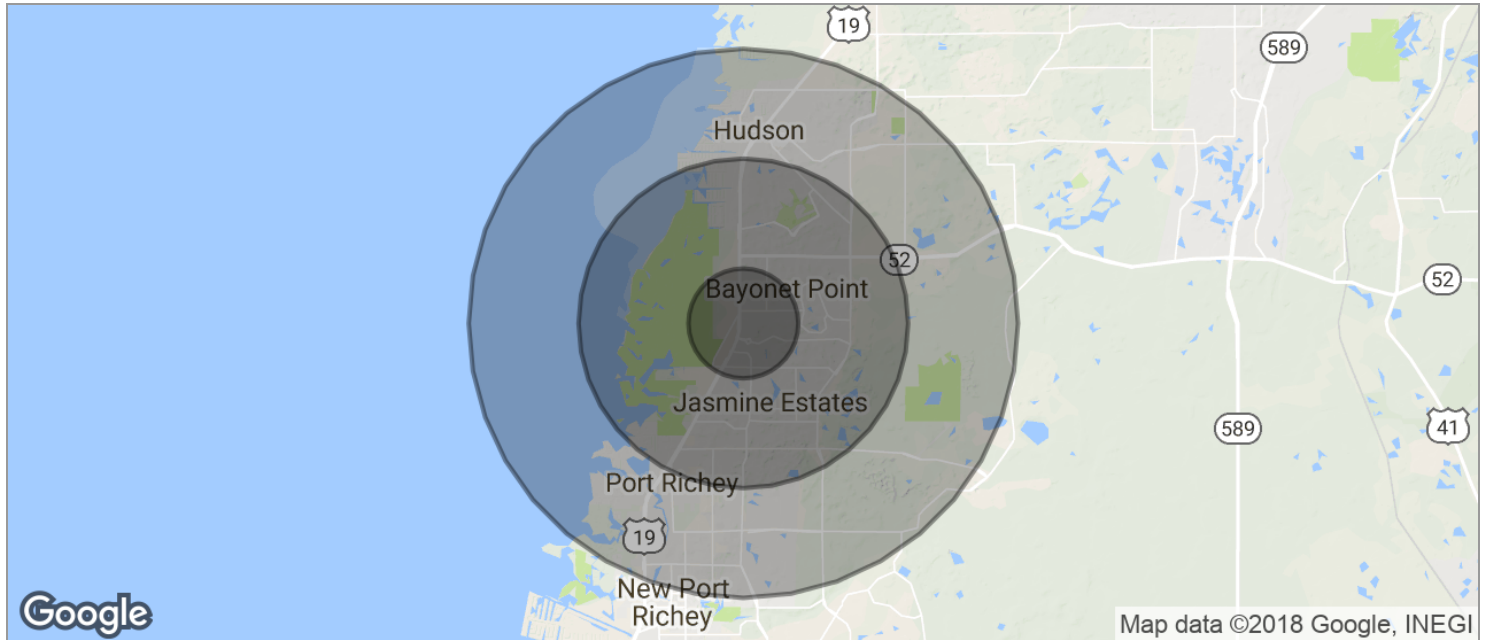 19
589
Hudson
52
Bayonet Point
52
Jasmine Estates
589
41
Port Richey
19
New Port
Richey
Google
Map data ©2018 Google, INEGI